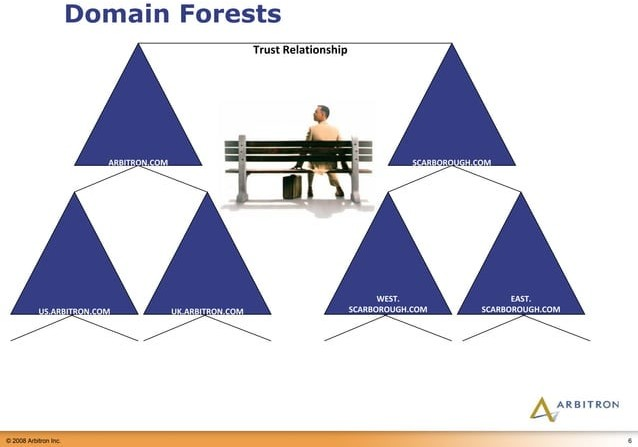 Domain Forests
Trust Relationship
ARBITRON.COM
SCARBOROUGH.COM
US.ARBITRON.COM
UK.ARBITRON.COM
WEST.
SCARBOROUGH.COM
EAST.
SCARBOROUGH.COM
ARBITRON
© 2008 Arbitron Inc.
6